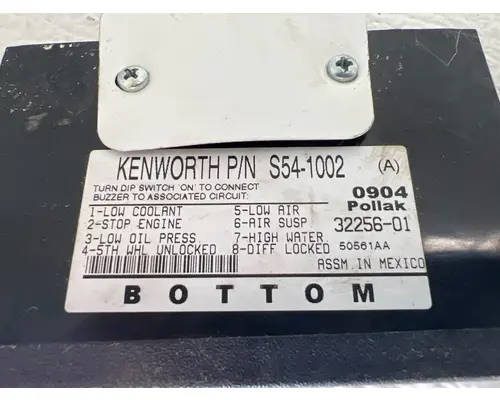 KENWORTH P/N S54-1002 (A)
TURN DIP SWITCH 'ON' TO CONNECT
BUZZER TO ASSOCIATED CIRCUIT:
0904
Pollak
1-LOW COOLANT 5-LOW AIR 32256-01
2-STOP ENGINE 6-AIR SUSP
3-LOW OIL PRESS 7-HIGH WATER 50561AA
4-5TH WHL UNLOCKED 8-DIFF LOCKED
ASSM.IN MEXICO
BOTTOM